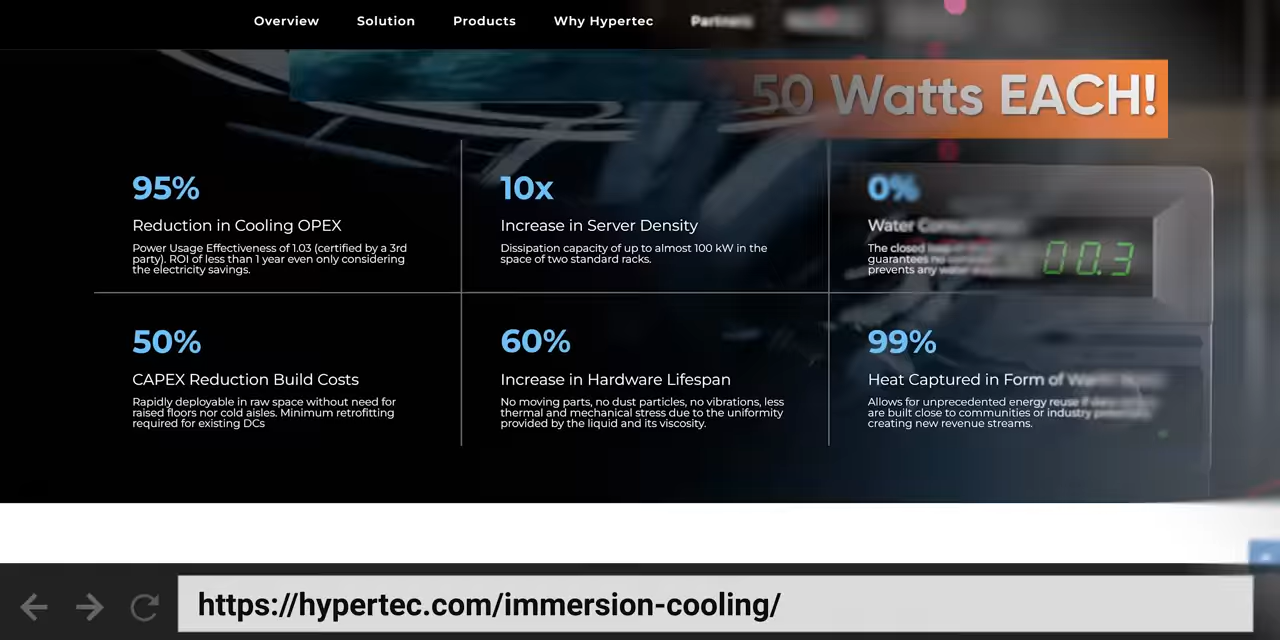 Overview Solution Products Why Hypertec Partners
50 Watts EACH!
95%
Reduction in Cooling OPEX
Power Usage Effectiveness of 1.03 (certified by a 3rd
party). ROI of less than 1 year even only considering
the electricity savings.
10x
Increase in Server Density
Dissipation capacity of up to almost 100 kW in the
space of two standard racks.
0%
Water
The closed
guarantees no
prevents any water
00.3
50%
CAPEX Reduction Build Costs
Rapidly deployable in raw space without need for
raised floors nor cold aisles. Minimum retrofitting
required for existing DCs
60%
Increase in Hardware Lifespan
No moving parts, no dust particles, no vibrations, less
thermal and mechanical stress due to the uniformity
provided by the liquid and its viscosity.
99%
Heat Captured in Form of
Allows for unprecedented energy reuse if
are built close to communities or industry
creating new revenue streams.
https://hypertec.com/immersion-cooling/